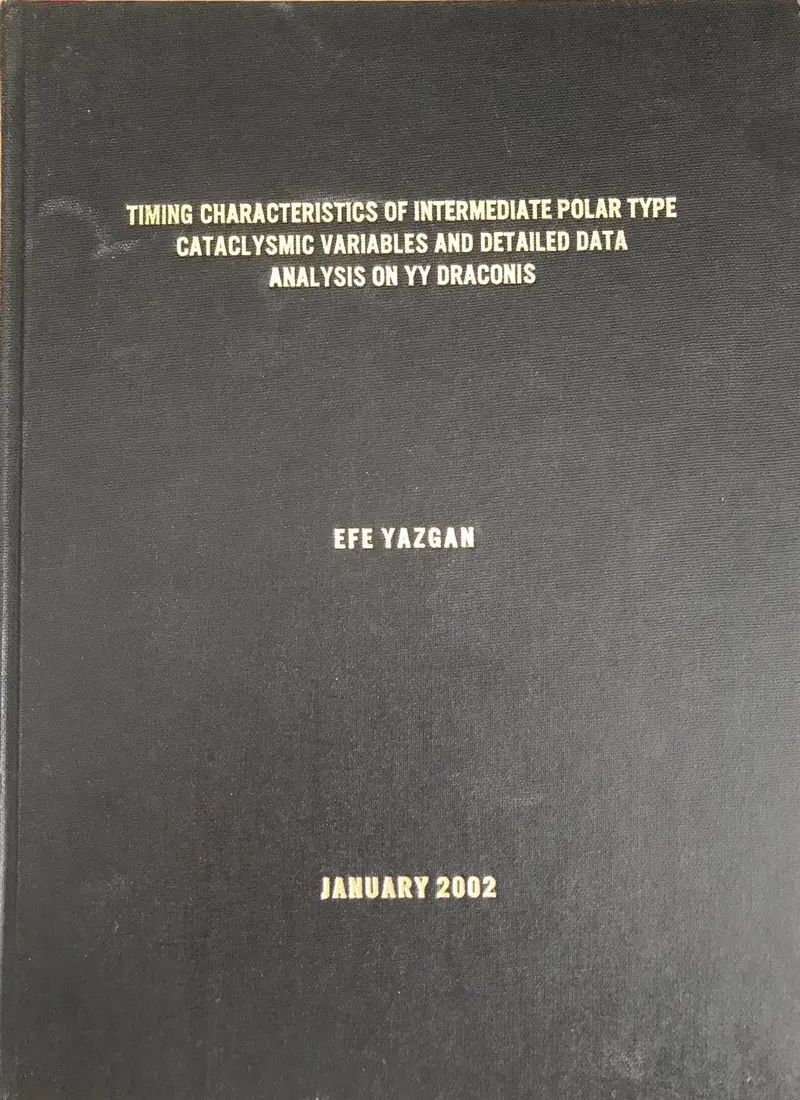 TIMING CHARACTERISTICS OF INTERMEDIATE POLAR TYPE
CATACLYSMIC VARIABLES AND DETAILED DATA
ANALYSIS ON YY DRACONIS
EFE YAZGAN
JANUARY 2002